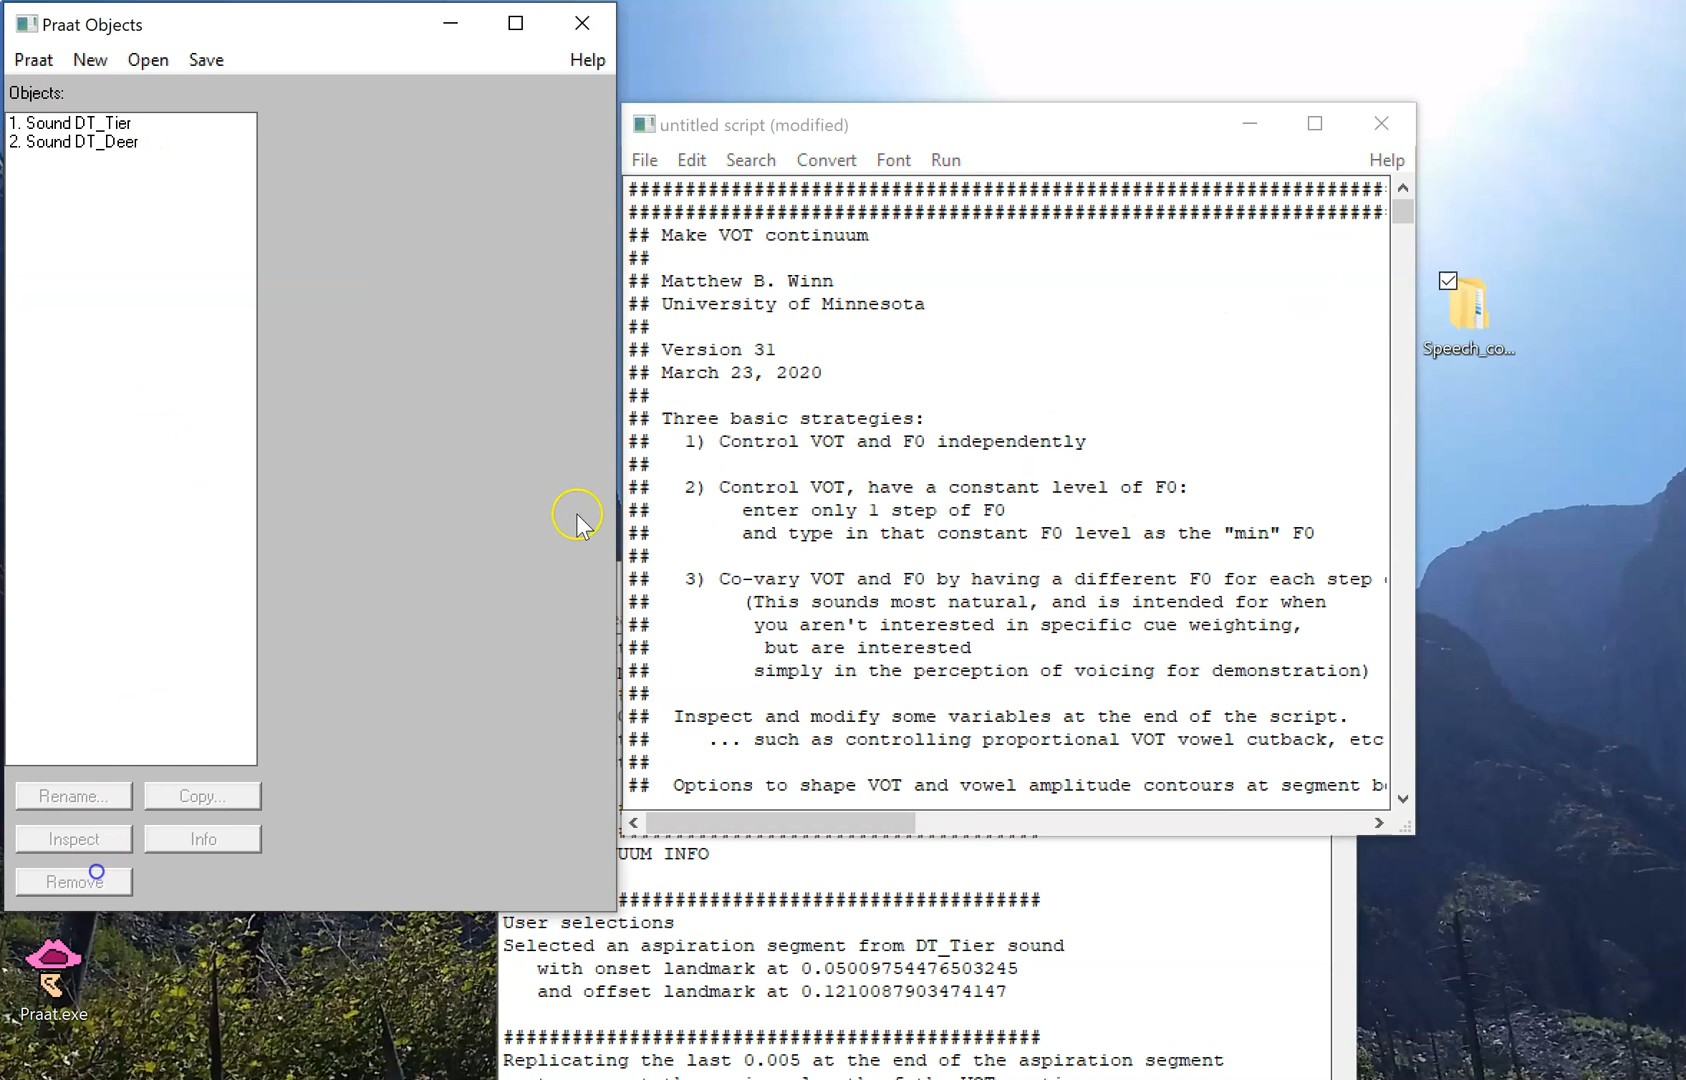 Praat Objects
Praat New Open Save Help
Objects:
1. Sound DT_Tier
2. Sound DT_Deer
Rename... Copy...
Inspect Info
Remove
Praat.exe
untitled script (modified)
File Edit Search Convert Font Run Help
##################################################################
##################################################################
## Make VOT continuum
##
## Matthew B. Winn
## University of Minnesota
##
## Version 31
## March 23, 2020
##
## Three basic strategies:
## 1) Control VOT and F0 independently
##
## 2) Control VOT, have a constant level of F0:
## enter only 1 step of F0
## and type in that constant F0 level as the "min" F0
##
## 3) Co-vary VOT and F0 by having a different F0 for each step
## (This sounds most natural, and is intended for when
## you aren't interested in specific cue weighting,
## but are interested
## simply in the perception of voicing for demonstration)
##
## Inspect and modify some variables at the end of the script.
## ... such as controlling proportional VOT vowel cutback, etc
##
## Options to shape VOT and vowel amplitude contours at segment b
UUM INFO
#####################################
User selections
Selected an aspiration segment from DT_Tier sound
with onset landmark at 0.05009754476503245
and offset landmark at 0.1210087903474147
###############################################
Replicating the last 0.005 at the end of the aspiration segment
Speech_co...